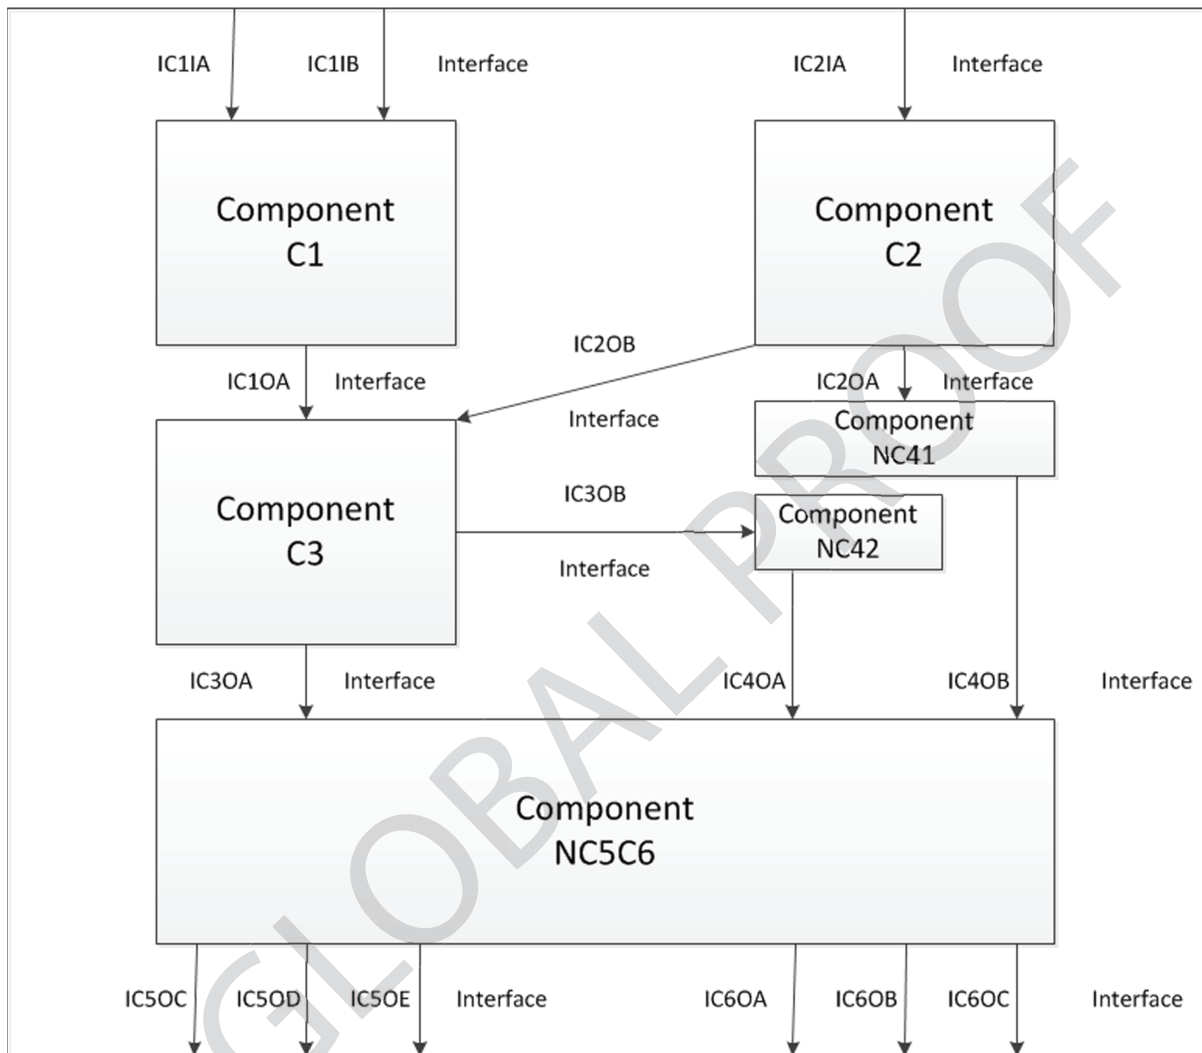 IC1IA IC1IB Interface IC2IA Interface
Component Component
C1 C2
IC2OB
IC1OA Interface IC2OA Interface
Interface
Component
NC41
IC3OB
Component
C3
Component
NC42
Interface
IC3OA Interface IC4OA IC4OB Interface
Component
NC5C6
IC5OC IC5OD IC5OE Interface IC6OA IC6OB IC6OC Interface
GLOBAL PROOF